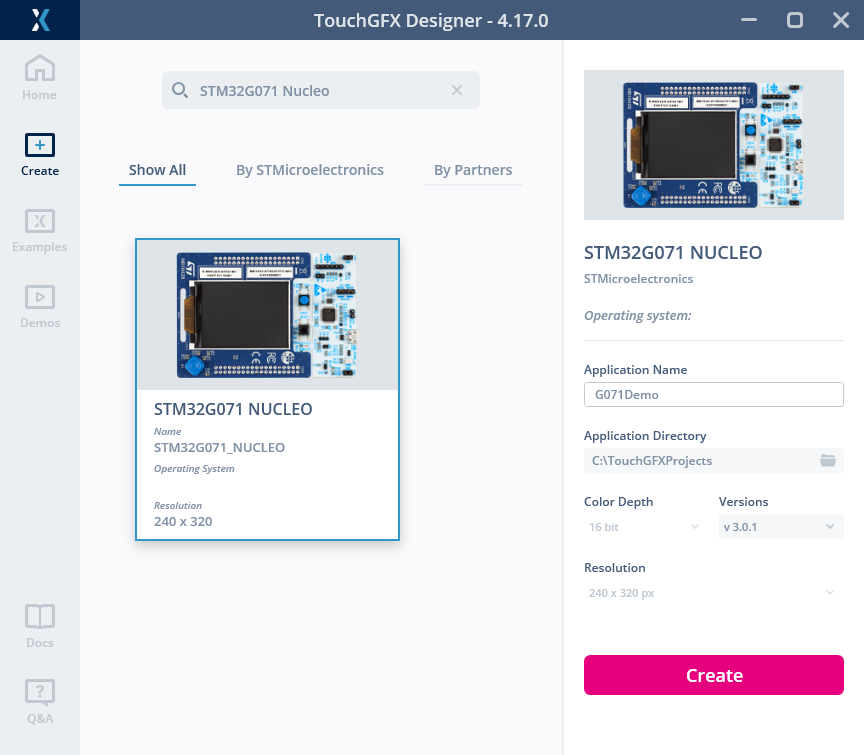 TouchGFX Designer - 4.17.0
Home
Create
Examples
Demos
Docs
Q&A
STM32G071 Nucleo
Show All
By STMicroelectronics
By Partners
STM32G071 NUCLEO
Name
STM32G071_NUCLEO
Operating System
Resolution
240 x 320
STM32G071 NUCLEO
STMicroelectronics
Operating system:
Application Name
G071Demo
Application Directory
C:\TouchGFXProjects
Color Depth
Versions
16 bit
v 3.0.1
Resolution
240 x 320 px
Create